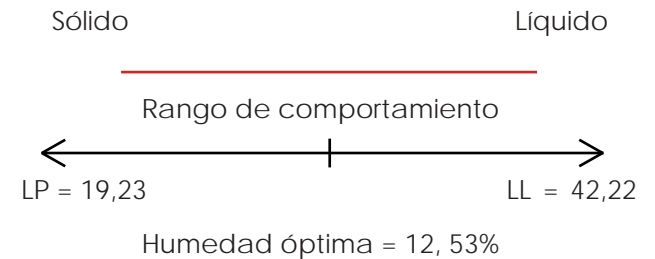 Sólido Líquido
Rango de comportamiento
LP = 19,23 LL = 42,22
Humedad óptima = 12, 53%